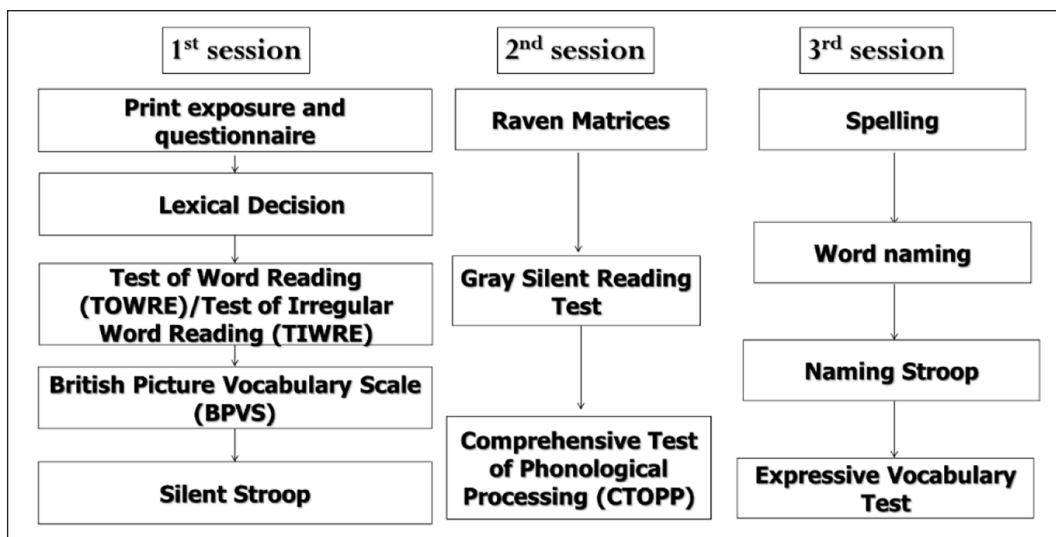 1st session
Print exposure and
questionnaire
Lexical Decision
Test of Word Reading
(TOWRE)/Test of Irregular
Word Reading (TIWRE)
British Picture Vocabulary Scale
(BPVS)
Silent Stroop
2nd session
Raven Matrices
Gray Silent Reading
Test
Comprehensive Test
of Phonological
Processing (CTOPP)
3rd session
Spelling
Word naming
Naming Stroop
Expressive Vocabulary
Test